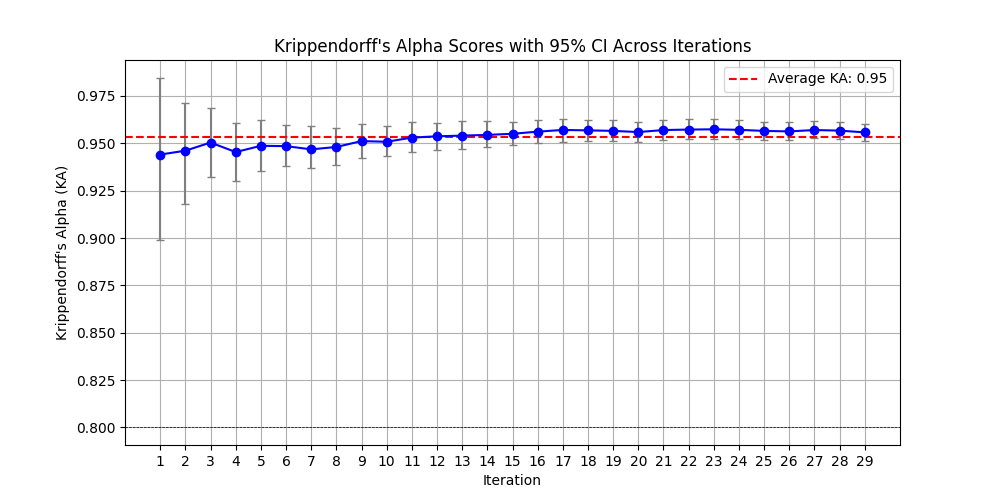 Krippendorff's Alpha Scores with 95% CI Across Iterations
Average KA: 0.95
Krippendorff's Alpha (KA)
0.975
0.950
0.925
0.900
0.875
0.850
0.825
0.800
1 2 3 4 5 6 7 8 9 10 11 12 13 14 15 16 17 18 19 20 21 22 23 24 25 26 27 28 29
Iteration